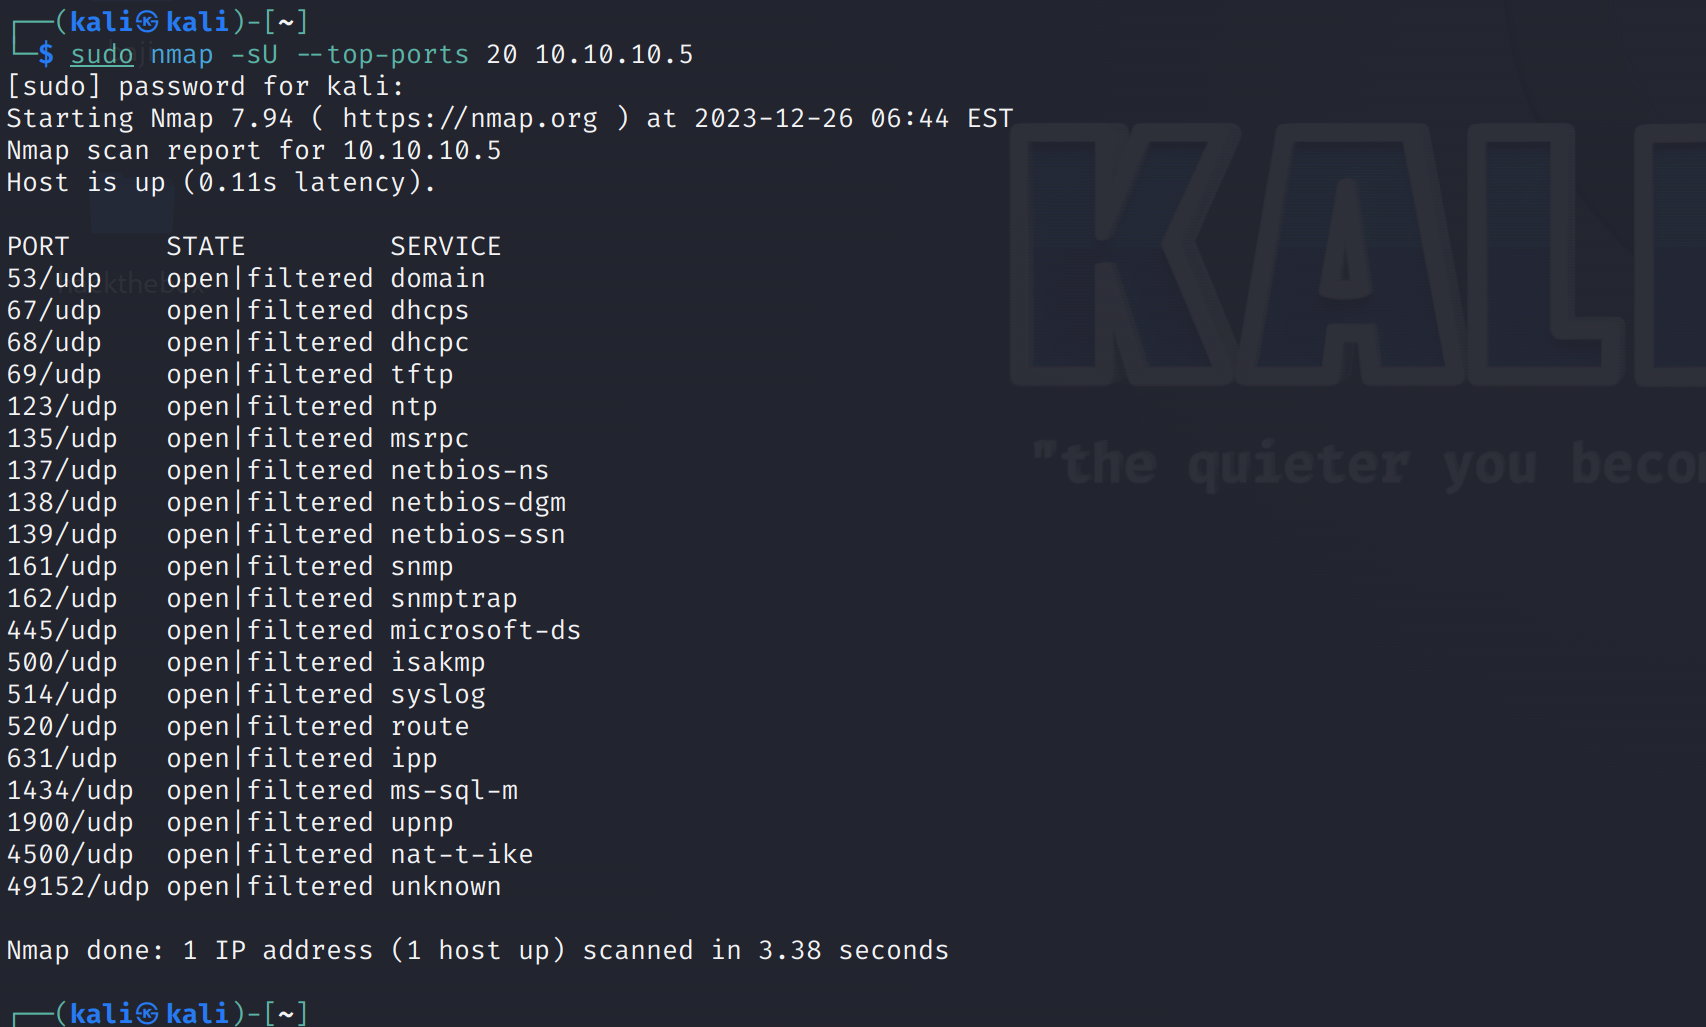 ┌──(kali㉿kali)-[~]
└─$ sudo nmap -sU --top-ports 20 10.10.10.5
[sudo] password for kali:
Starting Nmap 7.94 ( https://nmap.org ) at 2023-12-26 06:44 EST
Nmap scan report for 10.10.10.5
Host is up (0.11s latency).
PORT      STATE         SERVICE
53/udp    open|filtered domain
67/udp    open|filtered dhcps
68/udp    open|filtered dhcpc
69/udp    open|filtered tftp
123/udp   open|filtered ntp
135/udp   open|filtered msrpc
137/udp   open|filtered netbios-ns
138/udp   open|filtered netbios-dgm
139/udp   open|filtered netbios-ssn
161/udp   open|filtered snmp
162/udp   open|filtered snmptrap
445/udp   open|filtered microsoft-ds
500/udp   open|filtered isakmp
514/udp   open|filtered syslog
520/udp   open|filtered route
631/udp   open|filtered ipp
1434/udp  open|filtered ms-sql-m
1900/udp  open|filtered upnp
4500/udp  open|filtered nat-t-ike
49152/udp open|filtered unknown
Nmap done: 1 IP address (1 host up) scanned in 3.38 seconds
┌──(kali㉿kali)-[~]
KALI
"the quieter you becom